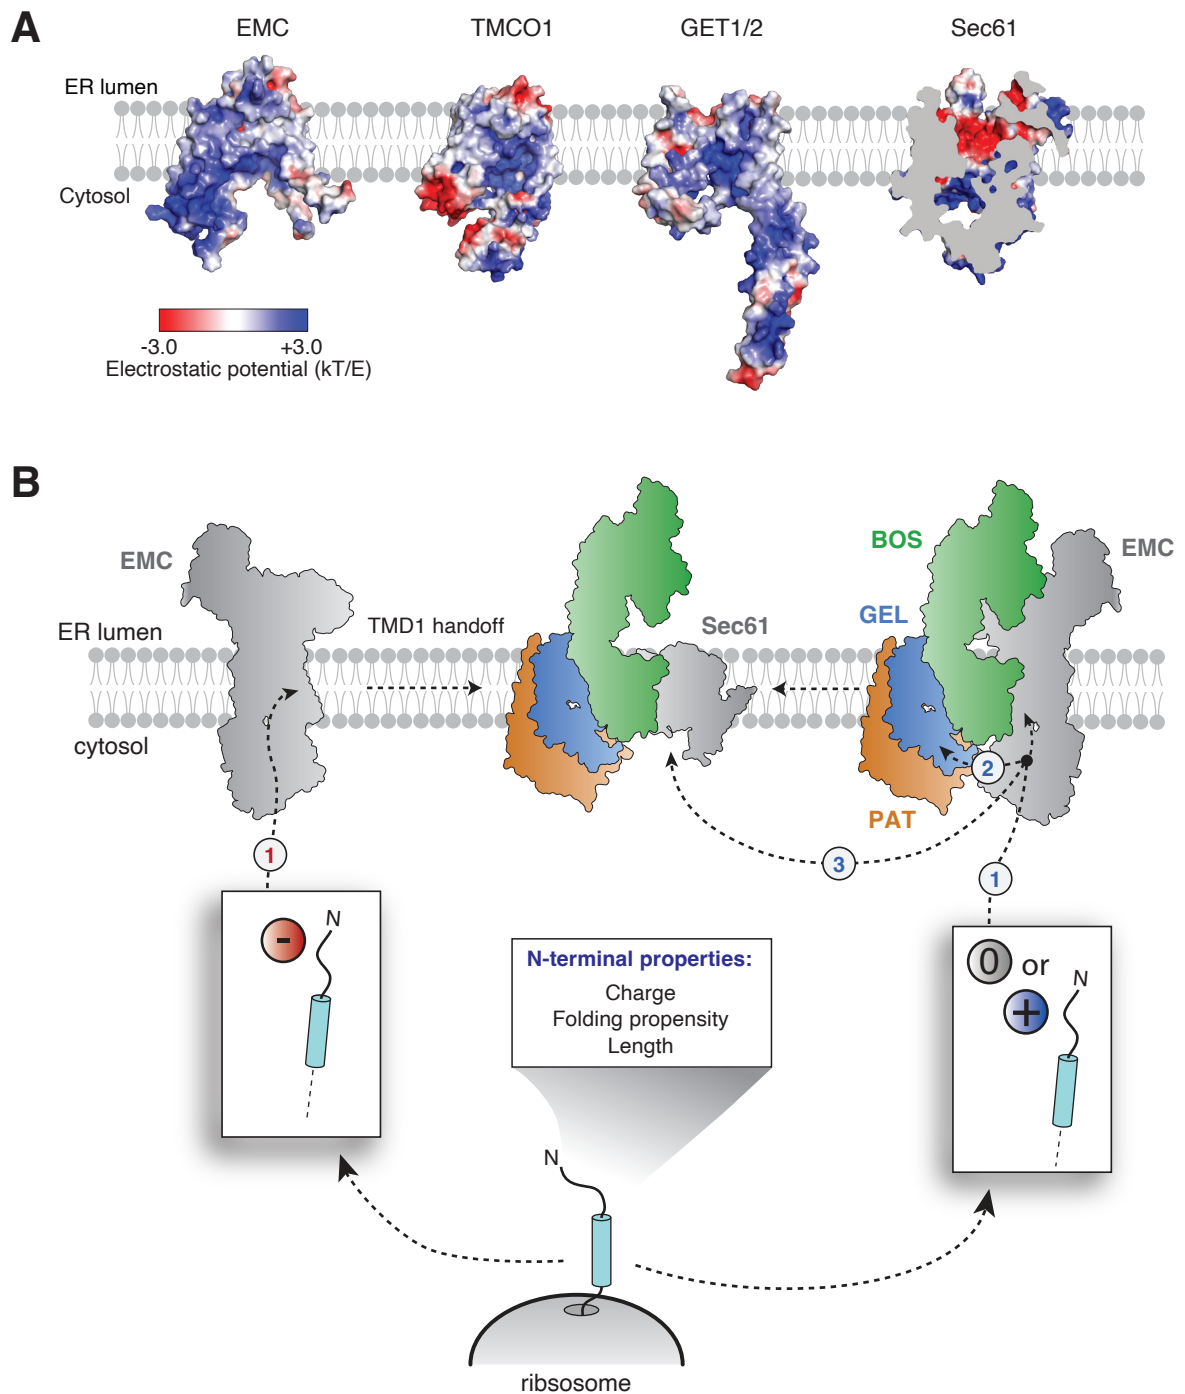 A
EMC
TMCO1
GET1/2
Sec61
ER lumen
Cytosol
-3.0
+3.0
Electrostatic potential (kT/E)
B
EMC
BOS
EMC
GEL
ER lumen
TMD1 handoff
Sec61
cytosol
2
PAT
1
3
1
-
N
N-terminal properties:
Charge
Folding propensity
Length
0 or
+
N
N
ribsosome